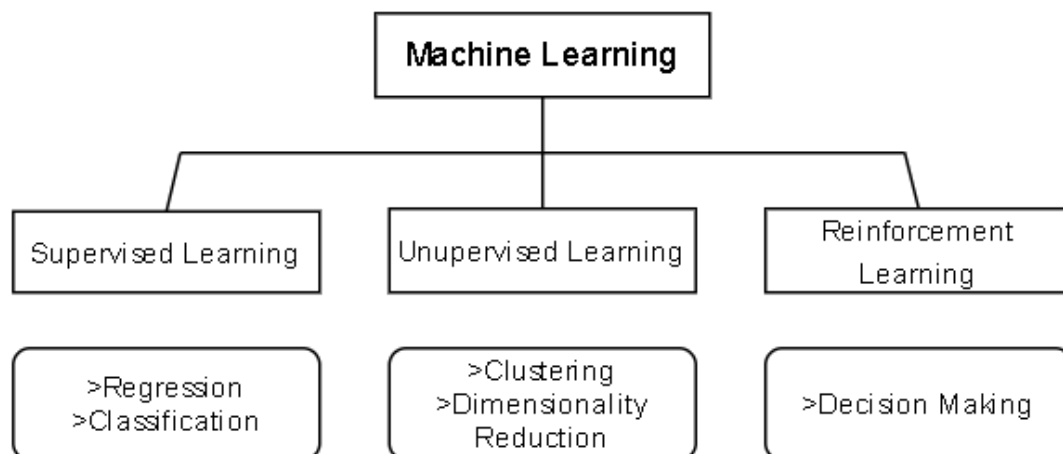 Machine Learning
Supervised Learning
Unupervised Learning
Reinforcement
Learning
>Regression
>Classification
>Clustering
>Dimensionality
Reduction
>Decision Making